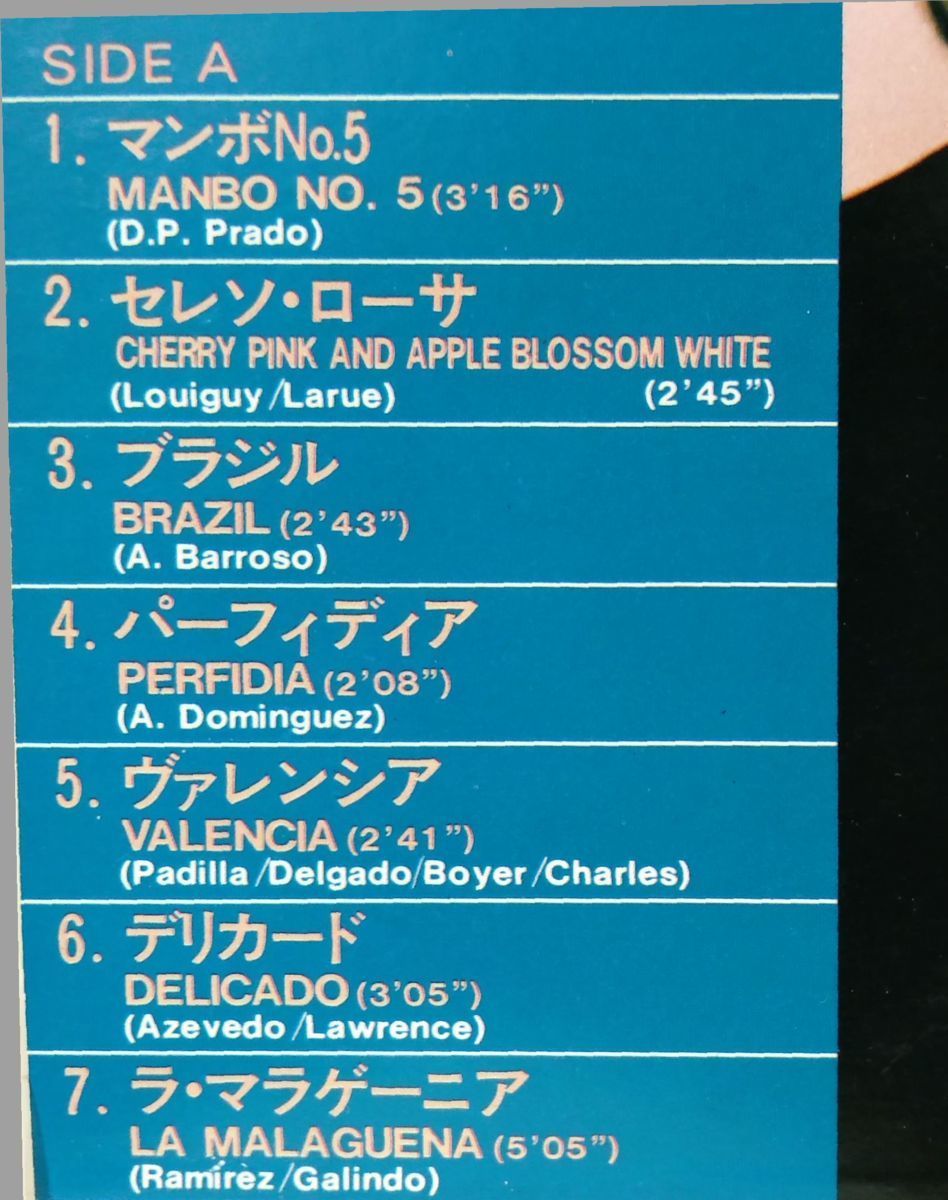 SIDE A
1. マンボNo.5
MANBO NO. 5 (3'16")
(D.P. Prado)
2. セレソ・ローサ
CHERRY PINK AND APPLE BLOSSOM WHITE
(Louiguy/Larue) (2'45")
3. ブラジル
BRAZIL (2'43")
(A. Barroso)
4. パーフィディア
PERFIDIA (2'08")
(A. Dominguez)
5. ヴァレンシア
VALENCIA (2'41")
(Padilla/Delgado/Boyer/Charles)
6. デリカード
DELICADO (3'05")
(Azevedo/Lawrence)
7. ラ・マラゲーニア
LA MALAGUENA (5'05")
(Ramírèz/Galindo)